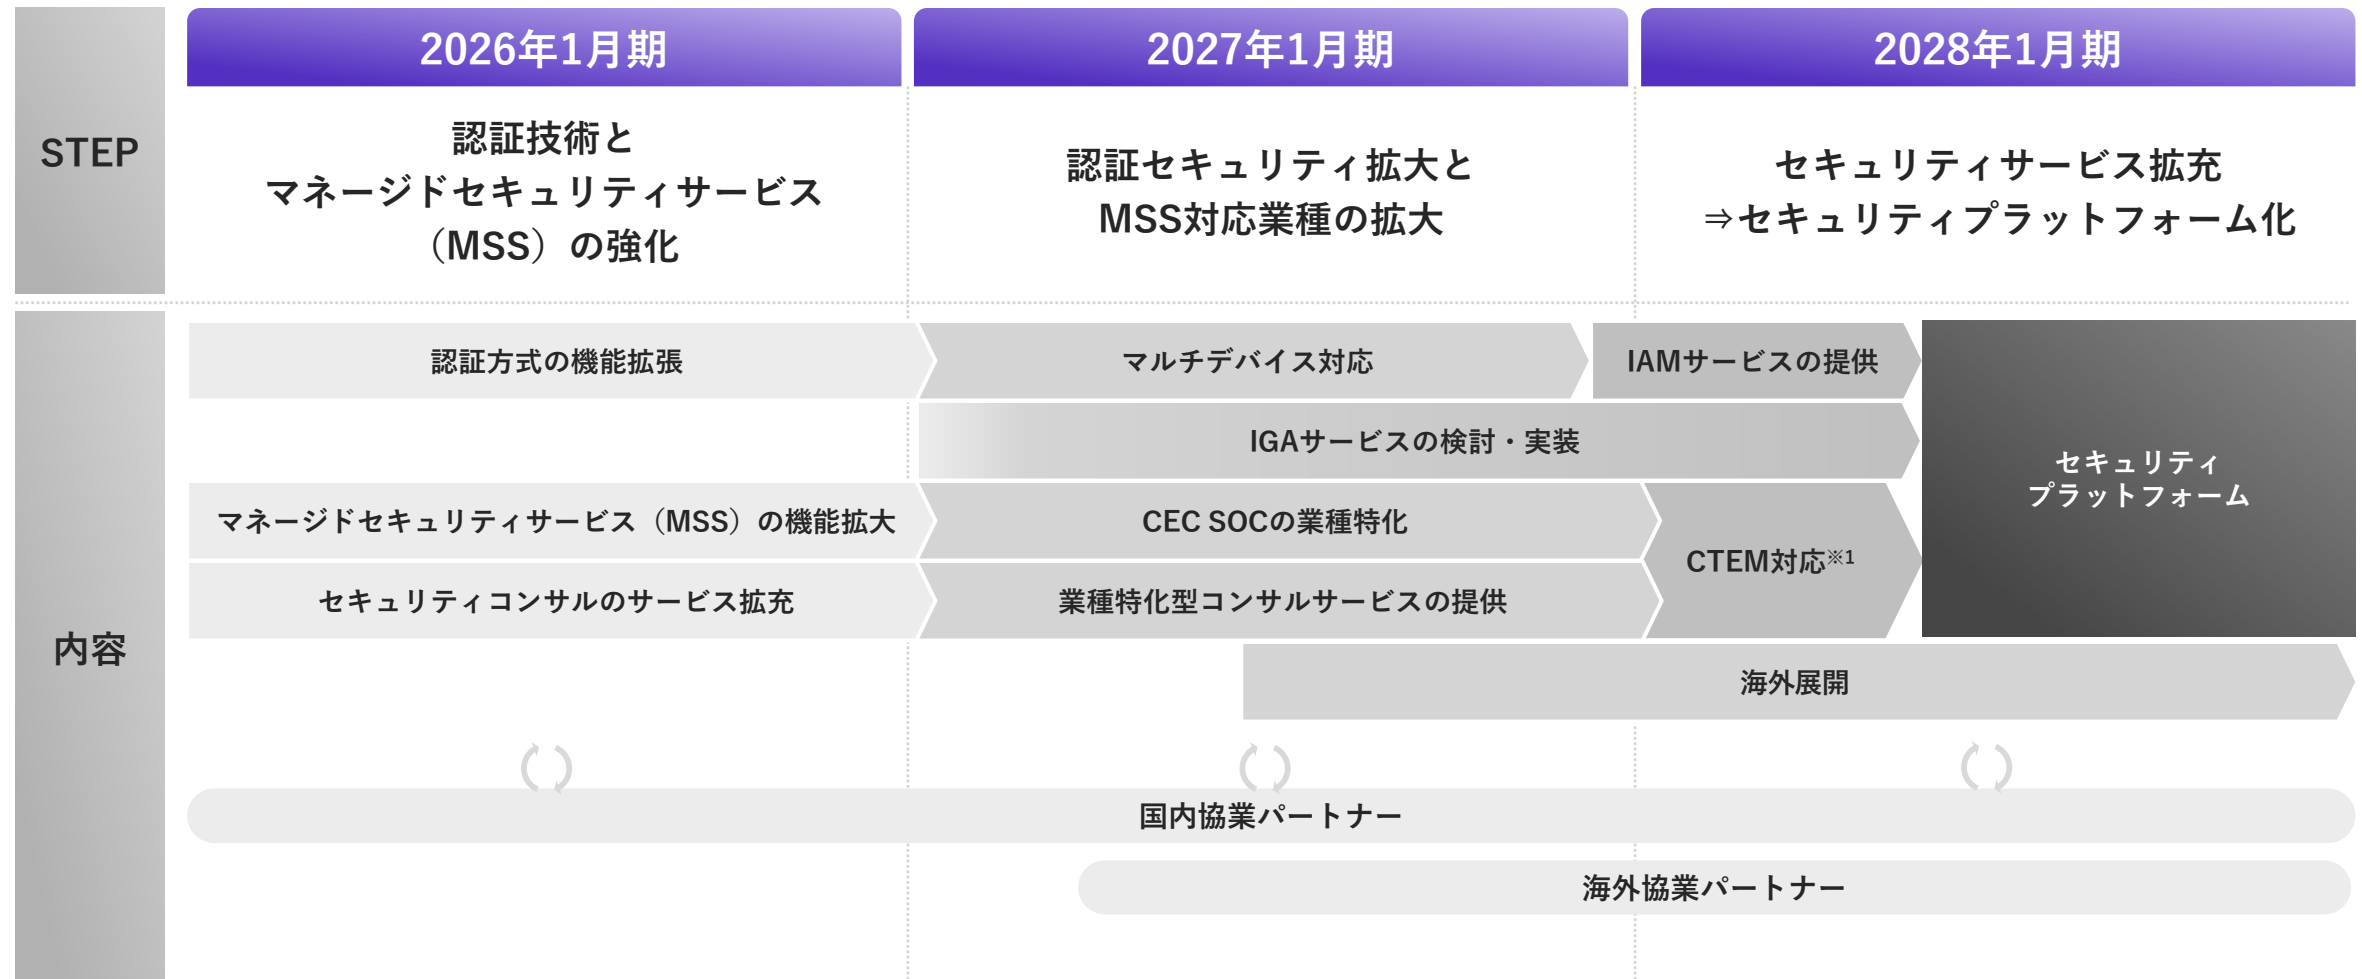 2026年1月期
2027年1月期
2028年1月期
STEP
認証技術と
マネージドセキュリティサービス
（MSS）の強化
認証セキュリティ拡大と
MSS対応業種の拡大
セキュリティサービス拡充
⇒セキュリティプラットフォーム化
内容
認証方式の機能拡張
マルチデバイス対応
IAMサービスの提供
IGAサービスの検討・実装
マネージドセキュリティサービス（MSS）の機能拡大
CEC SOCの業種特化
セキュリティコンサルのサービス拡充
業種特化型コンサルサービスの提供
CTEM対応※1
セキュリティ
プラットフォーム
海外展開
国内協業パートナー
海外協業パートナー